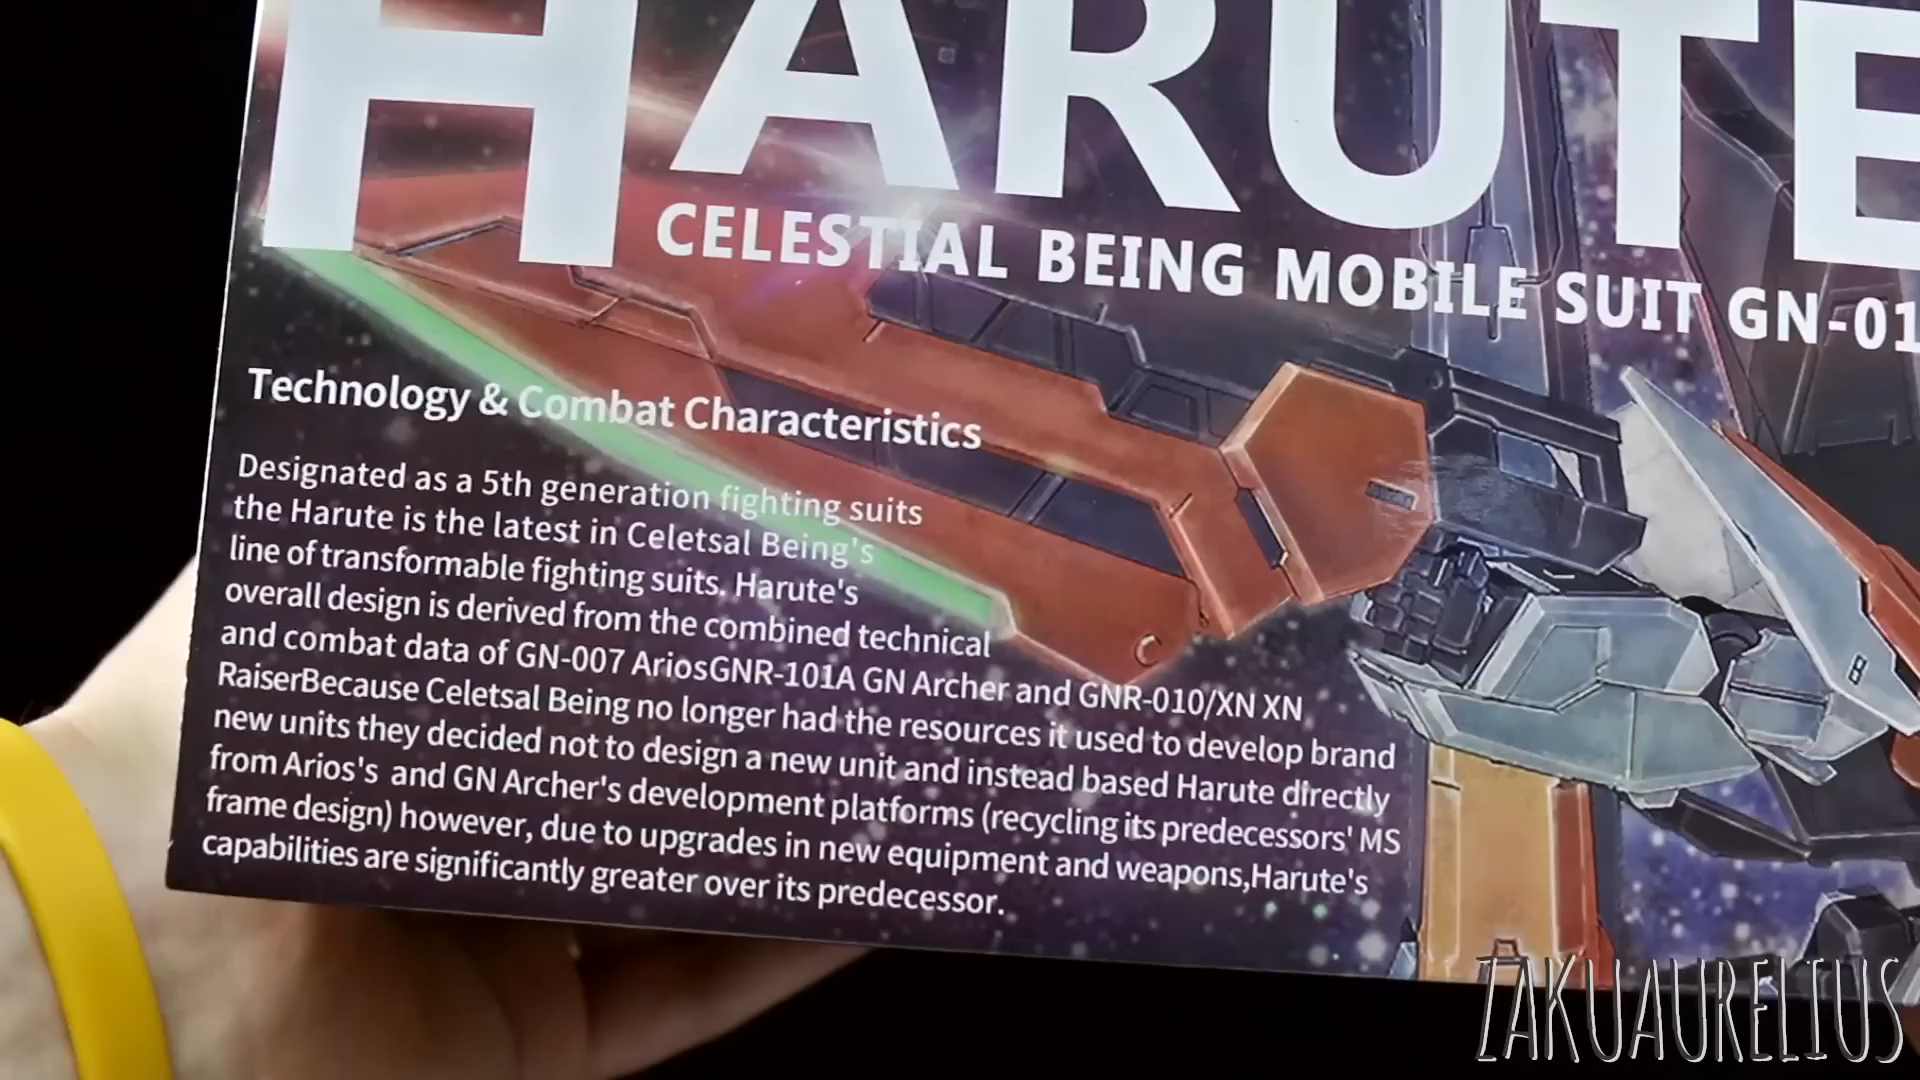 HARUTE
CELESTIAL BEING MOBILE SUIT GN-01
Technology & Combat Characteristics
Designated as a 5th generation fighting suits
the Harute is the latest in Celetsal Being's
line of transformable fighting suits. Harute's
overall design is derived from the combined technical
and combat data of GN-007 AriosGNR-101A GN Archer and GNR-010/XN XN
RaiserBecause Celetsal Being no longer had the resources it used to develop brand
new units they decided not to design a new unit and instead based Harute directly
from Arios's and GN Archer's development platforms (recycling its predecessors' MS
frame design) however, due to upgrades in new equipment and weapons,Harute's
capabilities are significantly greater over its predecessor.
ZAKUAURELIUS